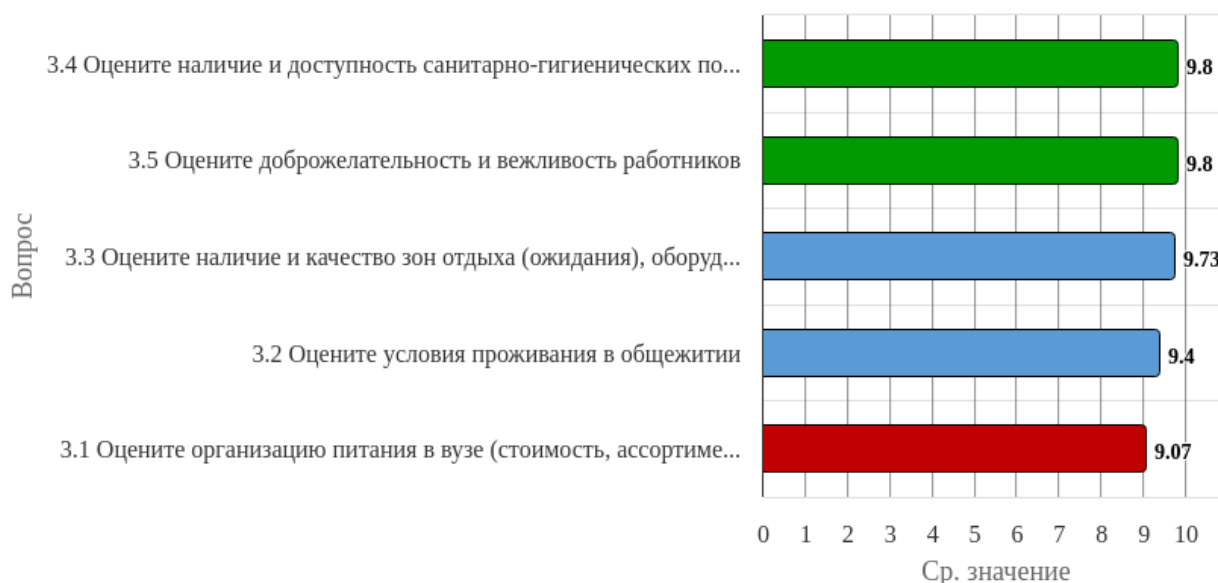 3.4 Оцените наличие и доступность санитарно-гигиенических по...
9.8
3.5 Оцените доброжелательность и вежливость работников
9.8
3.3 Оцените наличие и качество зон отдыха (ожидания), оборуд...
9.73
3.2 Оцените условия проживания в общежитии
9.4
3.1 Оцените организацию питания в вузе (стоимость, ассортиме...
9.07
Вопрос
0 1 2 3 4 5 6 7 8 9 10
Ср. значение